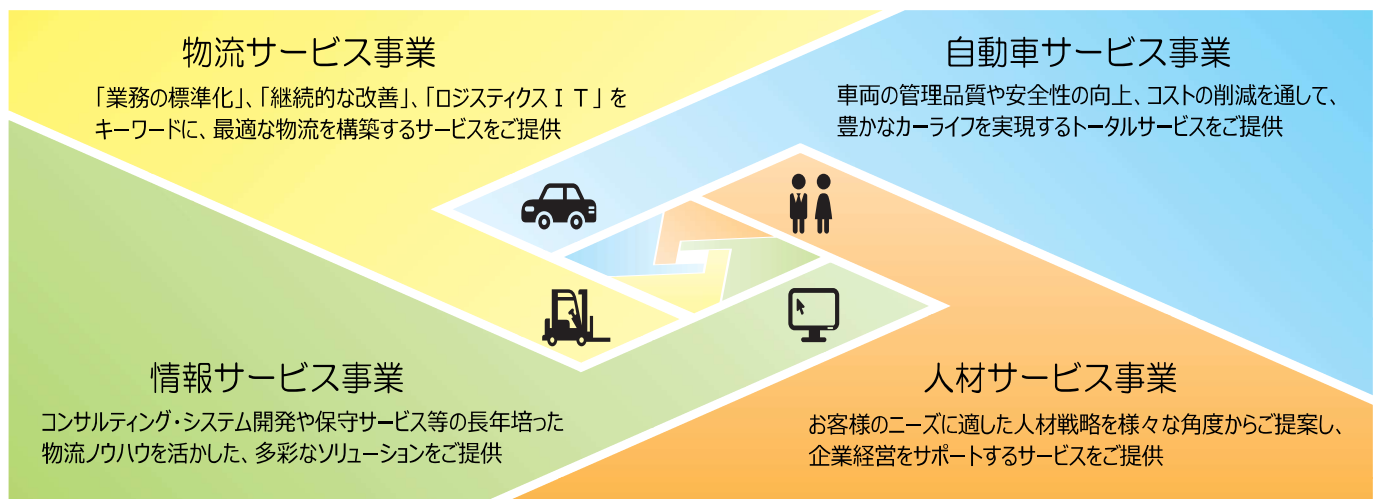 物流サービス事業
「業務の標準化」、「継続的な改善」、「ロジスティクスＩＴ」を
キーワードに、最適な物流を構築するサービスをご提供
自動車サービス事業
車両の管理品質や安全性の向上、コストの削減を通して、
豊かなカーライフを実現するトータルサービスをご提供
情報サービス事業
コンサルティング・システム開発や保守サービス等の長年培った
物流ノウハウを活かした、多彩なソリューションをご提供
人材サービス事業
お客様のニーズに適した人材戦略を様々な角度からご提案し、
企業経営をサポートするサービスをご提供